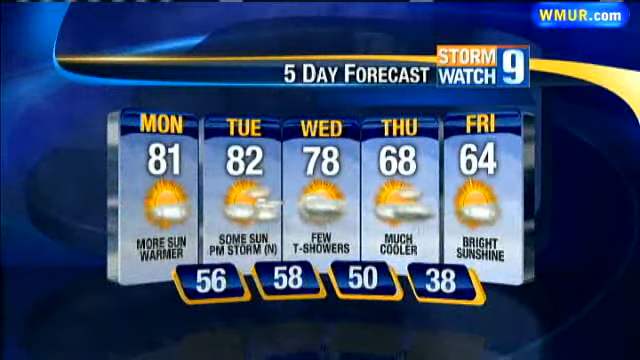 WMUR.com
5 DAY FORECAST
STORM
WATCH 9
MON TUE WED THU FRI
81 82 78 68 64
MORE SUN
WARMER
SOME SUN
PM STORM (N)
FEW
T-SHOWERS
MUCH
COOLER
BRIGHT
SUNSHINE
56 58 50 38